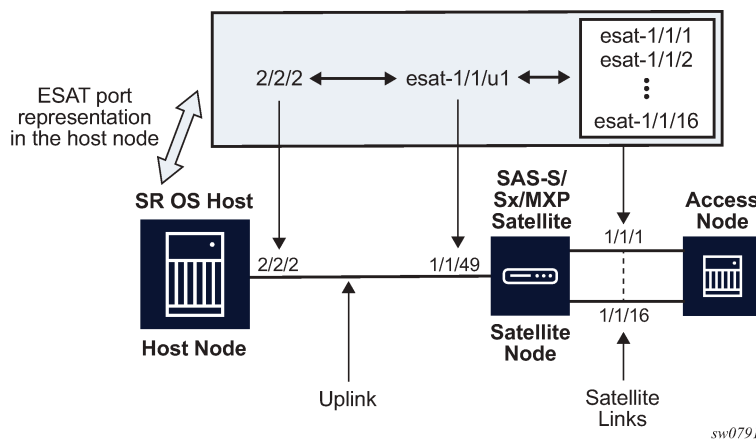 esat-1/1/1
esat-1/1/2
2/2/2
esat-1/1/u1
esat-1/1/16
ESAT port
representation
in the host node
SR OS Host
SAS-S/
Sx/MXP
Satellite
Access
Node
2/2/2
1/1/49
1/1/1
1/1/16
Host Node
Satellite
Node
Uplink
Satellite
Links